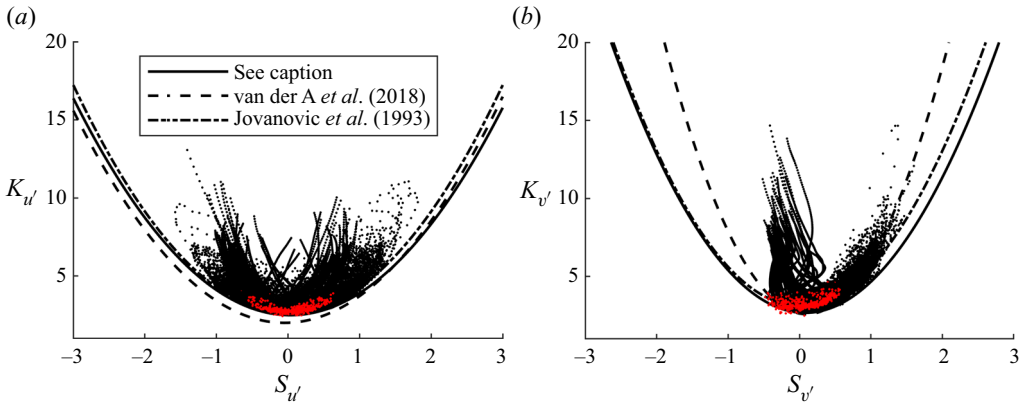 (a)
20
15
10
5
K_{u'}
–3
–2
–1
0
1
2
3
S_{u'}
See caption
van der A et al. (2018)
Jovanovic et al. (1993)
(b)
20
15
10
5
K_{v'}
–3
–2
–1
0
1
2
3
S_{v'}